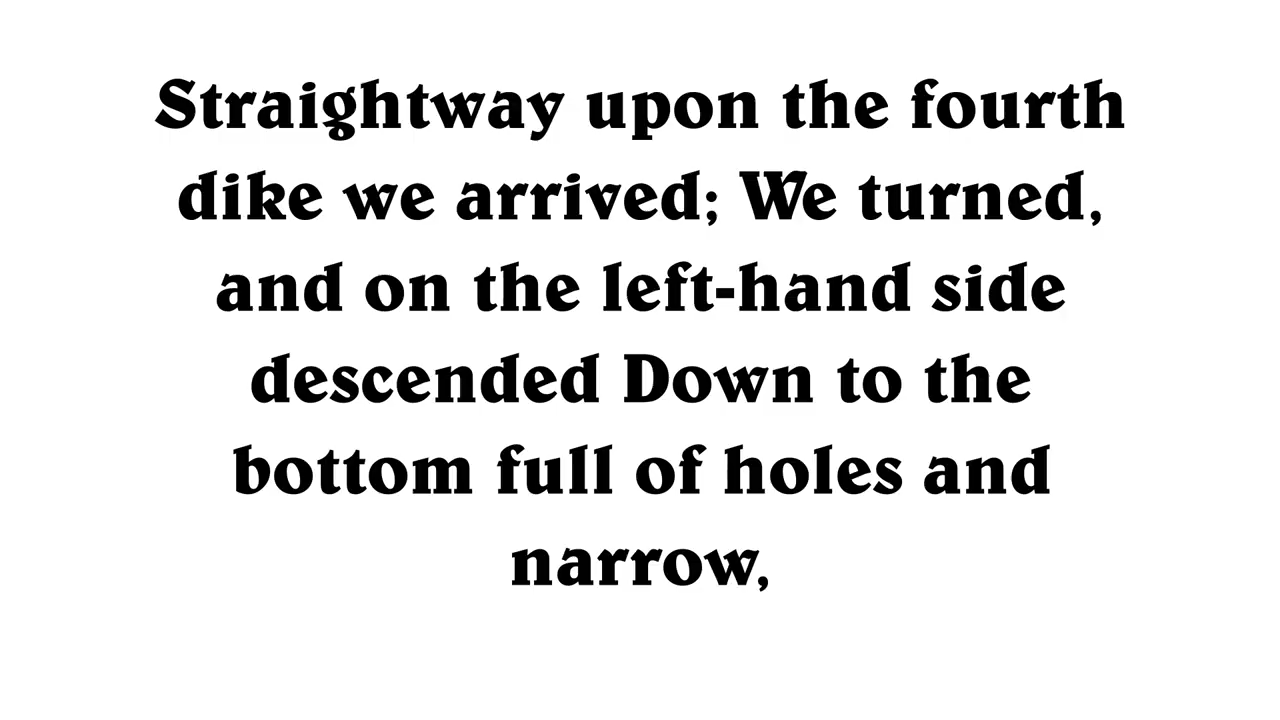 Straightway upon the fourth
dike we arrived; We turned,
and on the left-hand side
descended Down to the
bottom full of holes and
narrow,